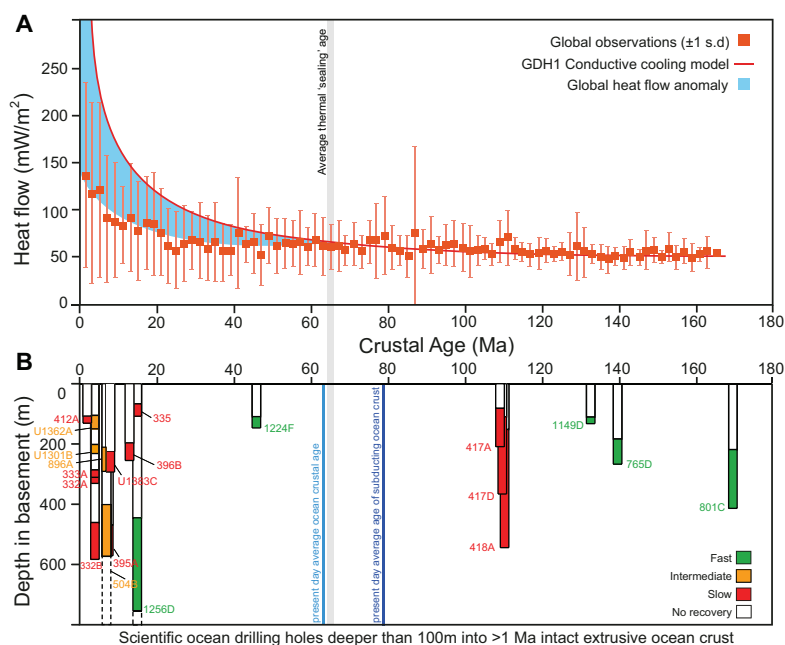 A
Heat flow (mW/m²)
250
200
150
100
50
0
Average thermal 'sealing' age
Global observations (±1 s.d)
GDH1 Conductive cooling model
Global heat flow anomaly
0 20 40 60 80 100 120 140 160 180
Crustal Age (Ma)
B
0 20 40 60 80 100 120 140 160 180
Depth in basement (m)
0
200
400
600
412A
U1362A
U1301B
896A
333A
332A
332B
335
396B
U1383C
395A
504B
1256D
1224F
present day average ocean crustal age
present day average age of subducting ocean crust
417A
417D
418A
1149D
765D
801C
Fast
Intermediate
Slow
No recovery
Scientific ocean drilling holes deeper than 100m into >1 Ma intact extrusive ocean crust